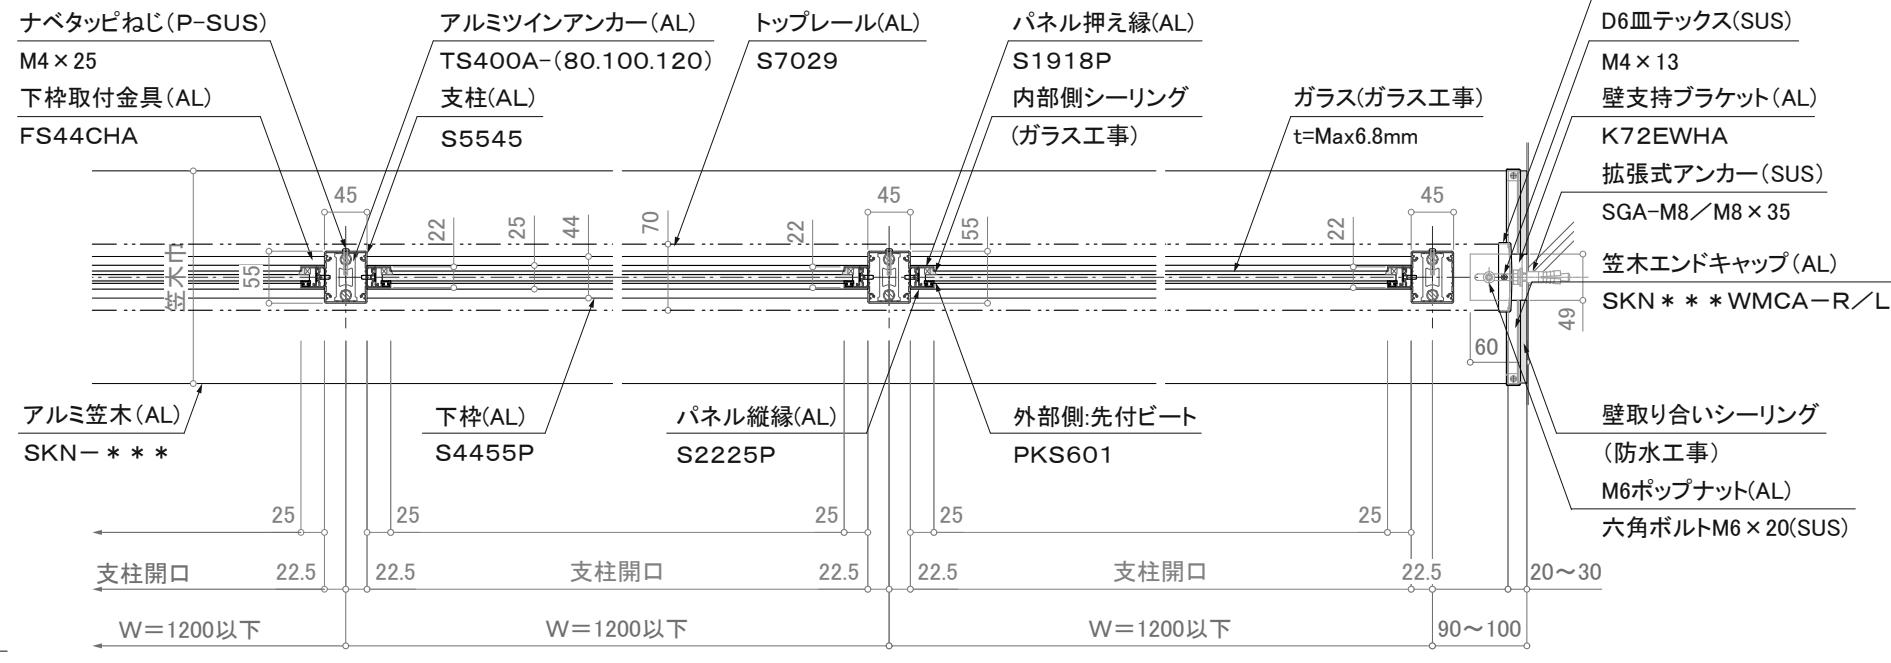 ナベタッピねじ(P-SUS)
M4×25
下枠取付金具(AL)
FS44CHA
アルミツインアンカー(AL)
TS400A-(80.100.120)
支柱(AL)
S5545
トップレール(AL)
S7029
パネル押え縁(AL)
S1918P
内部側シーリング
(ガラス工事)
ガラス(ガラス工事)
t=Max6.8mm
D6皿テックス(SUS)
M4×13
壁支持ブラケット(AL)
K72EWHA
拡張式アンカー(SUS)
SGA-M8／M8×35
笠木エンドキャップ(AL)
SKN＊＊＊WMCA－R／L
45
22
25
44
70
22
45
55
22
45
55
笠木巾
49
60
アルミ笠木(AL)
SKN－＊＊＊
下枠(AL)
S4455P
パネル縦縁(AL)
S2225P
外部側:先付ビート
PKS601
壁取り合いシーリング
(防水工事)
M6ポップナット(AL)
六角ボルトM6×20(SUS)
25
25
25
25
25
支柱開口
22.5
22.5
支柱開口
22.5
22.5
支柱開口
22.5
20～30
W＝1200以下
W＝1200以下
W＝1200以下
90～100